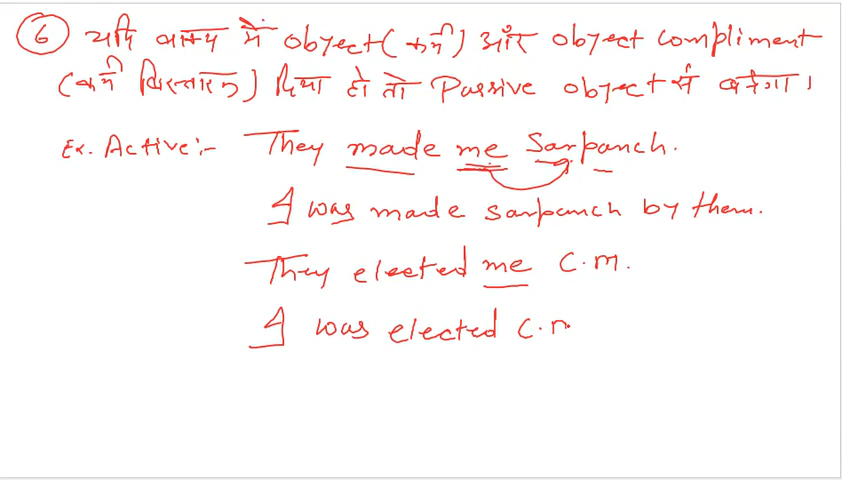 6 यदि वाक्य में object (कर्म) और object compliment
(कर्म विस्तारक) दिया हो तो Passive object से बनेगा।
Ex. Active:- They made me Sarpanch.
I was made sarpanch by them.
They elected me C.M.
I was elected C.